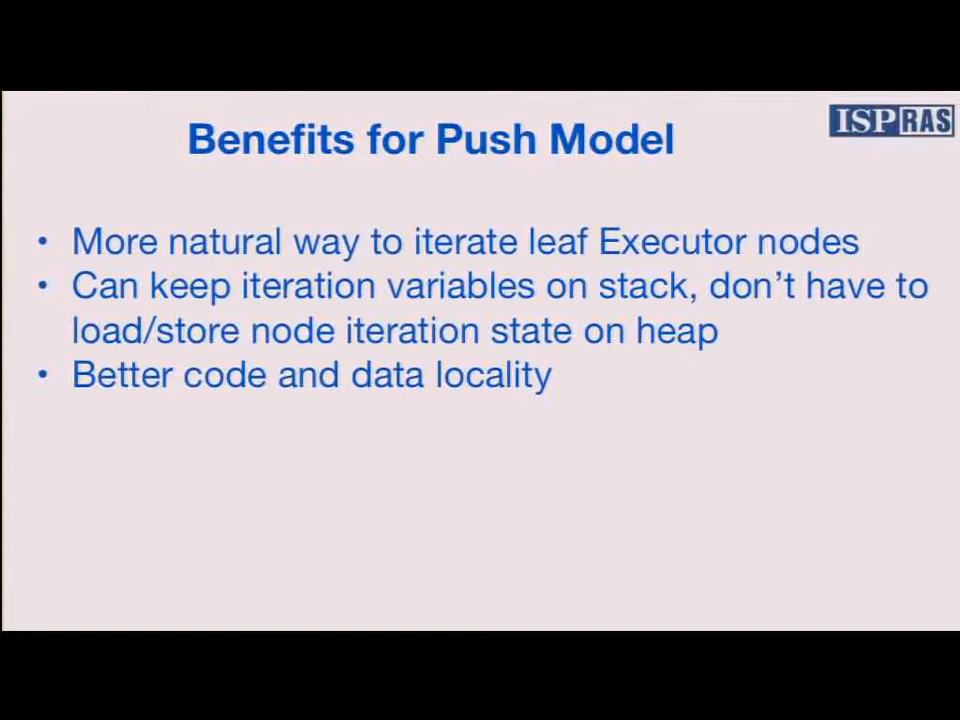 Benefits for Push Model
ISP RAS
• More natural way to iterate leaf Executor nodes
• Can keep iteration variables on stack, don't have to
load/store node iteration state on heap
• Better code and data locality